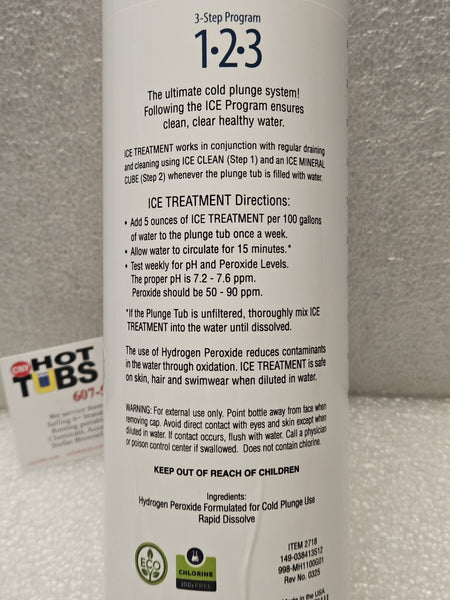 3-Step Program
1•2•3
The ultimate cold plunge system!
Following the ICE Program ensures
clean, clear healthy water.
ICE TREATMENT works in conjunction with regular draining
and cleaning using ICE CLEAN (Step 1) and an ICE MINERAL
CUBE (Step 2) whenever the plunge tub is filled with water.
ICE TREATMENT Directions:
• Add 5 ounces of ICE TREATMENT per 100 gallons
of water to the plunge tub once a week.
• Allow water to circulate for 15 minutes.*
• Test weekly for pH and Peroxide Levels.
The proper pH is 7.2 - 7.6 ppm.
Peroxide should be 50 - 90 ppm.
*If the Plunge Tub is unfiltered, thoroughly mix ICE
TREATMENT into the water until dissolved.
The use of Hydrogen Peroxide reduces contaminants
in the water through oxidation. ICE TREATMENT is safe
on skin, hair and swimwear when diluted in water.
WARNING: For external use only. Point bottle away from face when
removing cap. Avoid direct contact with eyes and skin except when
diluted in water. If contact occurs, flush with water. Call a physician
or poison control center if swallowed. Does not contain chlorine.
KEEP OUT OF REACH OF CHILDREN
Ingredients:
Hydrogen Peroxide Formulated for Cold Plunge Use
Rapid Dissolve
ITEM 2718
149-038413S12
998-MH1100G01
Rev No. 0325
ECO
CHLORINE
100% FREE
CNY
HOT
TUBS
607-
We service